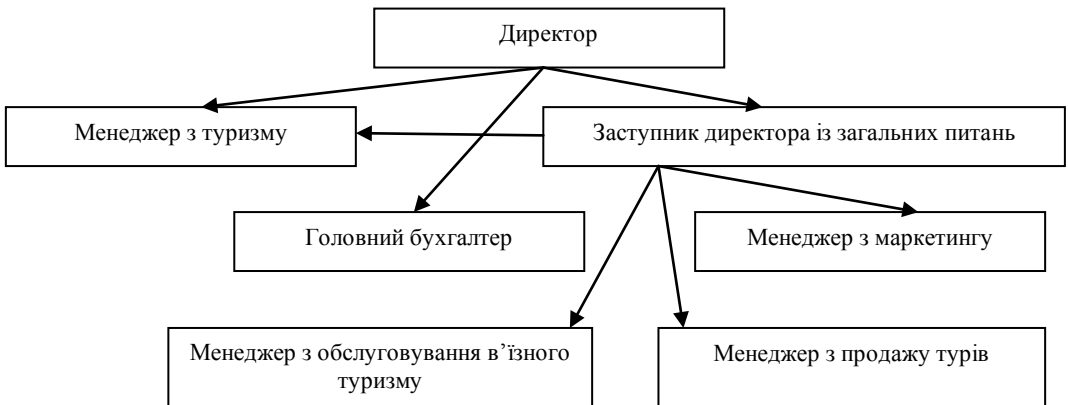 Директор
Менеджер з туризму
Заступник директора із загальних питань
Головний бухгалтер
Менеджер з маркетингу
Менеджер з обслуговування в’їзного
туризму
Менеджер з продажу турів